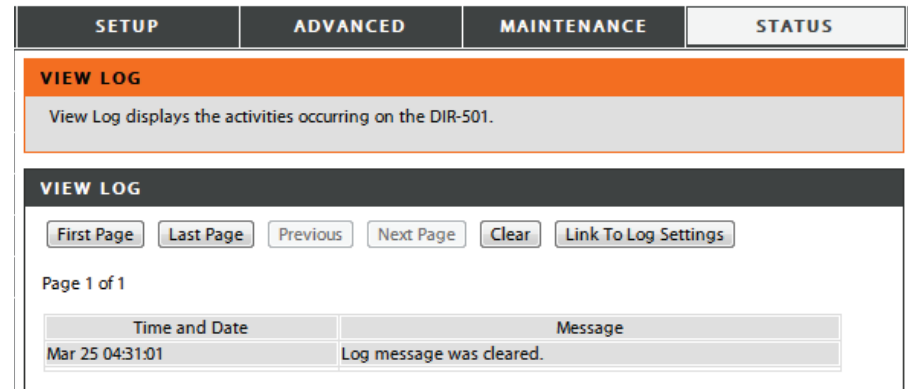 SETUP ADVANCED MAINTENANCE STATUS
VIEW LOG
View Log displays the activities occurring on the DIR-501.
VIEW LOG
First Page Last Page Previous Next Page Clear Link To Log Settings
Page 1 of 1
Time and Date Message
Mar 25 04:31:01 Log message was cleared.